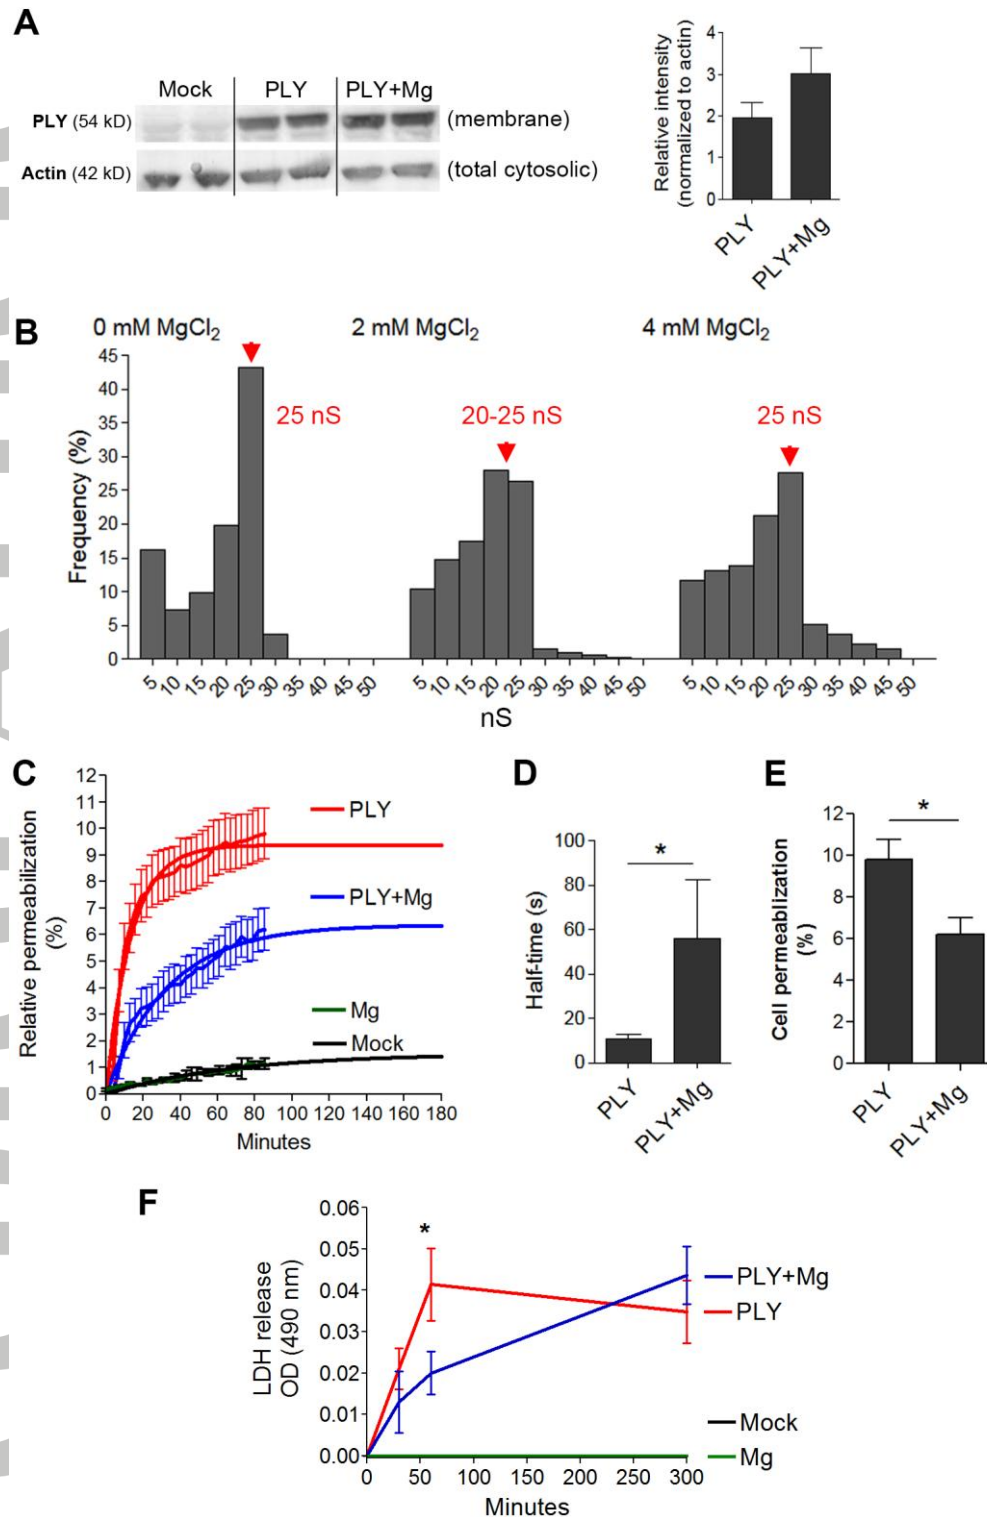 A
Mock PLY PLY+Mg
PLY (54 kD) (membrane)
Actin (42 kD) (total cytosolic)
Relative intensity
(normalized to actin)
4
3
2
1
0
PLY PLY+Mg
B
0 mM MgCl2 2 mM MgCl2 4 mM MgCl2
25 nS 20-25 nS 25 nS
Frequency (%)
45
40
35
30
25
20
15
10
5
0
5 10 15 20 25 30 35 40 45 50 5 10 15 20 25 30 35 40 45 50 5 10 15 20 25 30 35 40 45 50
nS
C
Relative permeabilization
(%)
12
11
10
9
8
7
6
5
4
3
2
1
0
PLY
PLY+Mg
Mg
Mock
0 20 40 60 80 100 120 140 160 180
Minutes
D
Half-time (s)
100
80
60
40
20
0
*
PLY PLY+Mg
E
Cell permeablization
(%)
12
10
8
6
4
2
0
*
PLY PLY+Mg
F
LDH release
OD (490 nm)
0.06
0.05
0.04
0.03
0.02
0.01
0.00
*
PLY+Mg
PLY
Mock
Mg
0 50 100 150 200 250 300
Minutes